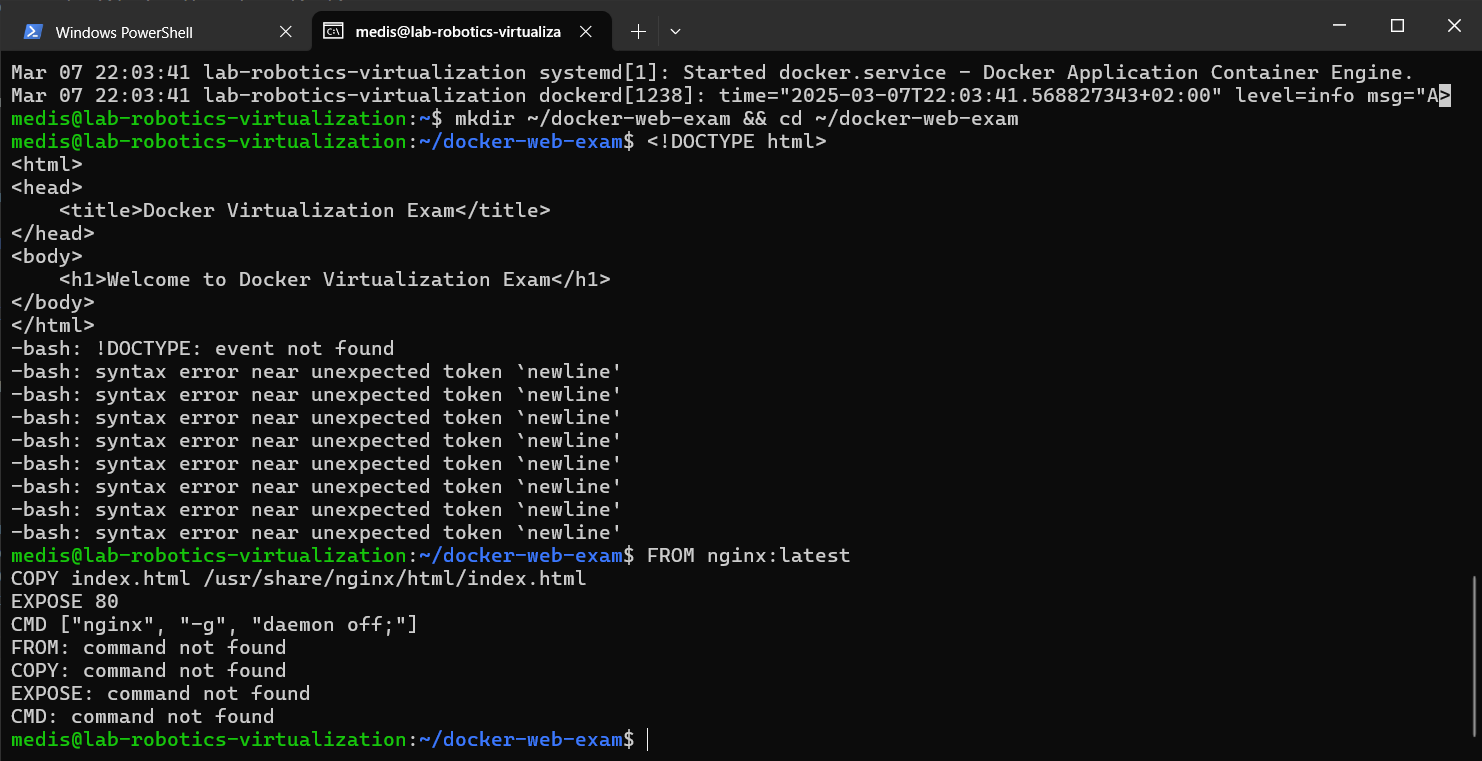 Windows PowerShell
medis@lab-robotics-virtualiza
Mar 07 22:03:41 lab-robotics-virtualization systemd[1]: Started docker.service - Docker Application Container Engine.
Mar 07 22:03:41 lab-robotics-virtualization dockerd[1238]: time="2025-03-07T22:03:41.568827343+02:00" level=info msg="A>
medis@lab-robotics-virtualization:~$ mkdir ~/docker-web-exam && cd ~/docker-web-exam
medis@lab-robotics-virtualization:~/docker-web-exam$ <!DOCTYPE html>
<html>
<head>
    <title>Docker Virtualization Exam</title>
</head>
<body>
    <h1>Welcome to Docker Virtualization Exam</h1>
</body>
</html>
-bash: !DOCTYPE: event not found
-bash: syntax error near unexpected token `newline'
-bash: syntax error near unexpected token `newline'
-bash: syntax error near unexpected token `newline'
-bash: syntax error near unexpected token `newline'
-bash: syntax error near unexpected token `newline'
-bash: syntax error near unexpected token `newline'
-bash: syntax error near unexpected token `newline'
-bash: syntax error near unexpected token `newline'
medis@lab-robotics-virtualization:~/docker-web-exam$ FROM nginx:latest
COPY index.html /usr/share/nginx/html/index.html
EXPOSE 80
CMD ["nginx", "-g", "daemon off;"]
FROM: command not found
COPY: command not found
EXPOSE: command not found
CMD: command not found
medis@lab-robotics-virtualization:~/docker-web-exam$